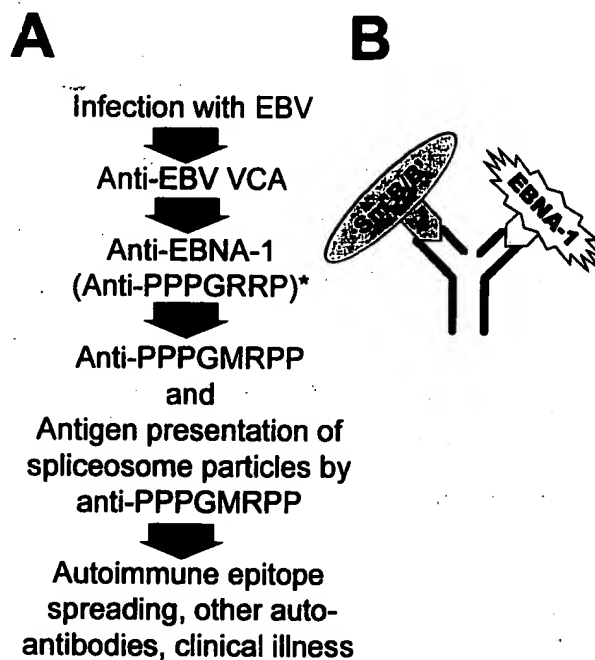 A
B
Infection with EBV
Anti-EBV VCA
Anti-EBNA-1
(Anti-PPPGRRP)*
Anti-PPPGMRPP
and
Antigen presentation of
spliceosome particles by
anti-PPPGMRPP
Autoimmune epitope
spreading, other auto-
antibodies, clinical illness
Sm-B/B'
EBNA-1